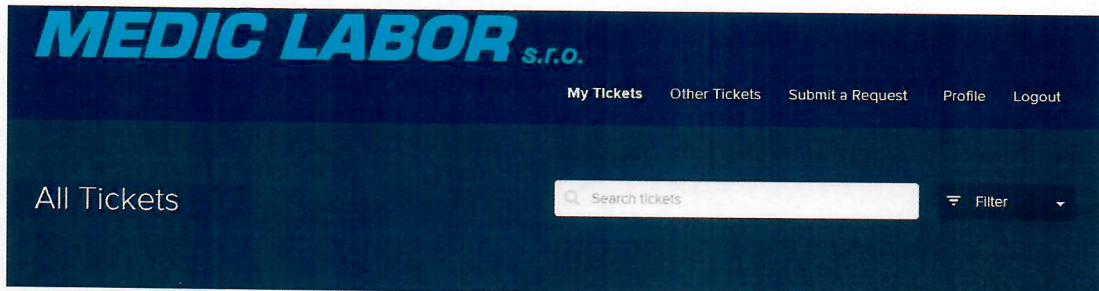 MEDIC LABOR s.r.o.
My Tickets Other Tickets Submit a Request Profile Logout
All Tickets Search tickets Filter